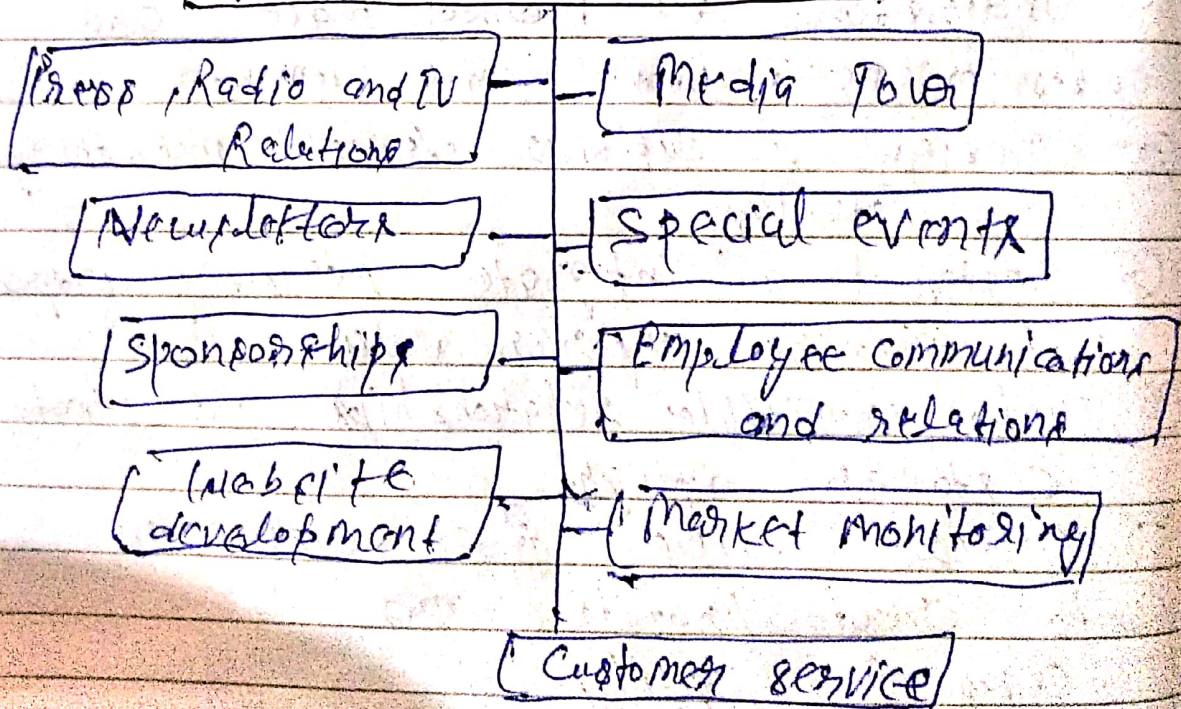 Press, Radio and TV
Relations
Media Tour
Newsletters
Special events
Sponsorships
Employee Communications
and relations
Website
development
Market monitoring
Customer service